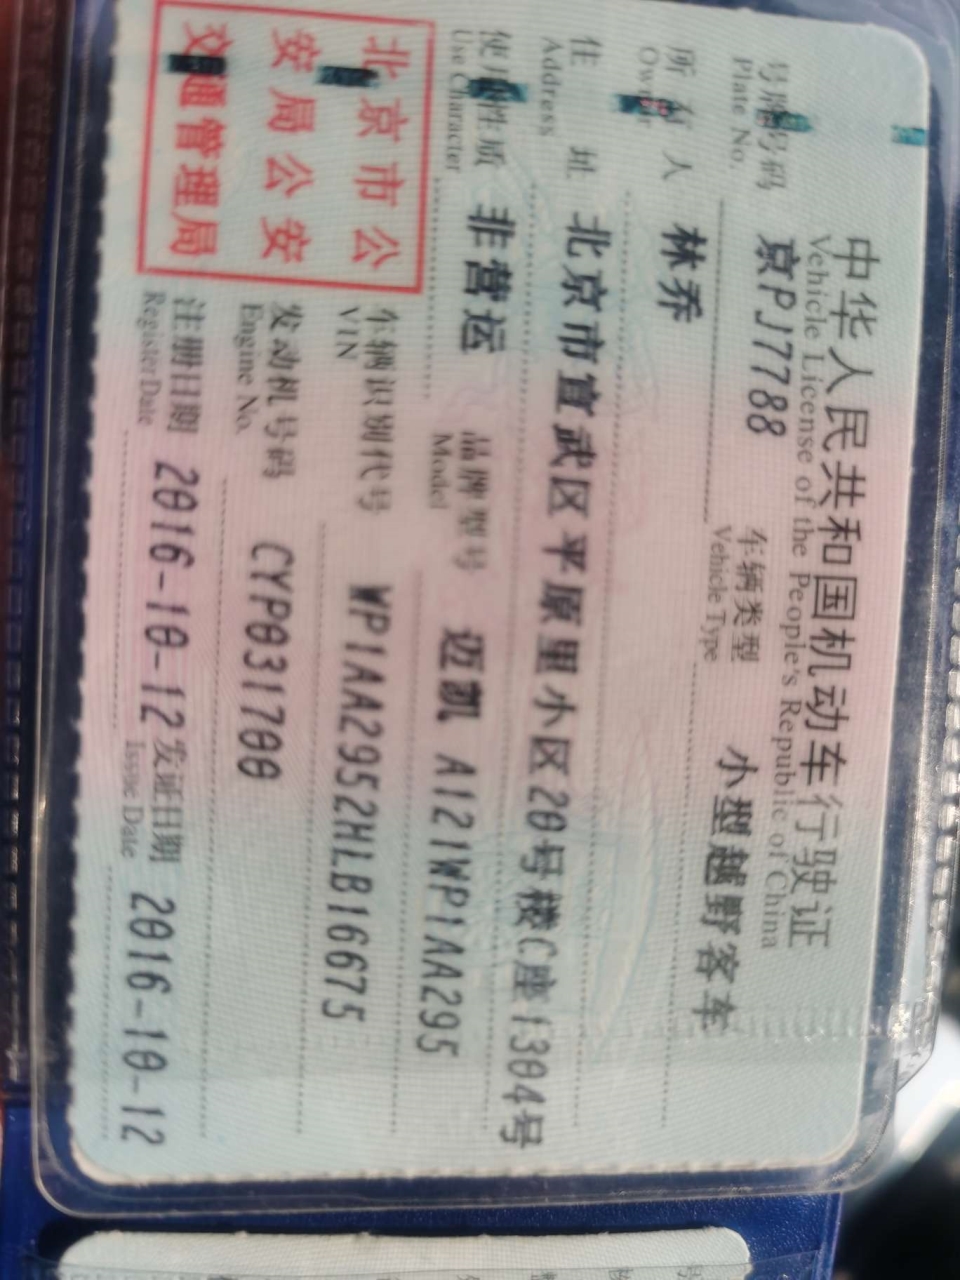 中华人民共和国机动车行驶证
Vehicle License of the People's Republic of China
号牌号码 京PJ7788 车辆类型 小型越野客车
Plate No. Vehicle Type
所有人 林乔
Owner
住址 北京市宣武区平原里小区20号楼C座1304号
Address
使用性质 非营运 品牌型号 迈凯 A121WP1AA295
Use Character Model
北京市公
安局公安
交通管理局
车辆识别代号 WP1AA2952HLB16675
VIN
发动机号码 CYP031700
Engine No.
注册日期 2016-10-12 发证日期 2016-10-12
Register Date Issue Date